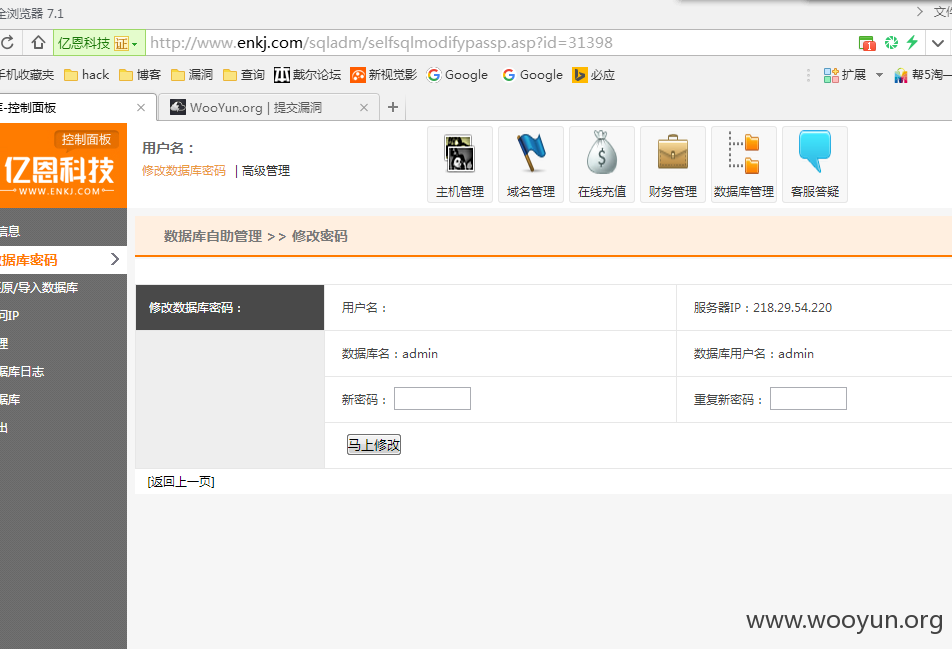 全浏览器 7.1
文件
亿恩科技 证 http://www.enkj.com/sqladm/selfsqlmodifypassp.asp?id=31398
手机收藏夹 hack 博客 漏洞 查询 戴尔论坛 新视觉影 Google Google 必应 扩展 帮5淘一
库-控制面板 WooYun.org | 提交漏洞
控制面板
亿恩科技
WWW.ENKJ.COM
用户名：
修改数据库密码 | 高级管理
主机管理 域名管理 在线充值 财务管理 数据库管理 客服答疑
信息
数据库密码
还原/导入数据库
问IP
理
据库日志
据库
出
数据库自助管理 >> 修改密码
修改数据库密码： 用户名： 服务器IP：218.29.54.220
数据库名：admin 数据库用户名：admin
新密码： 重复新密码：
马上修改
[返回上一页]
www.wooyun.org